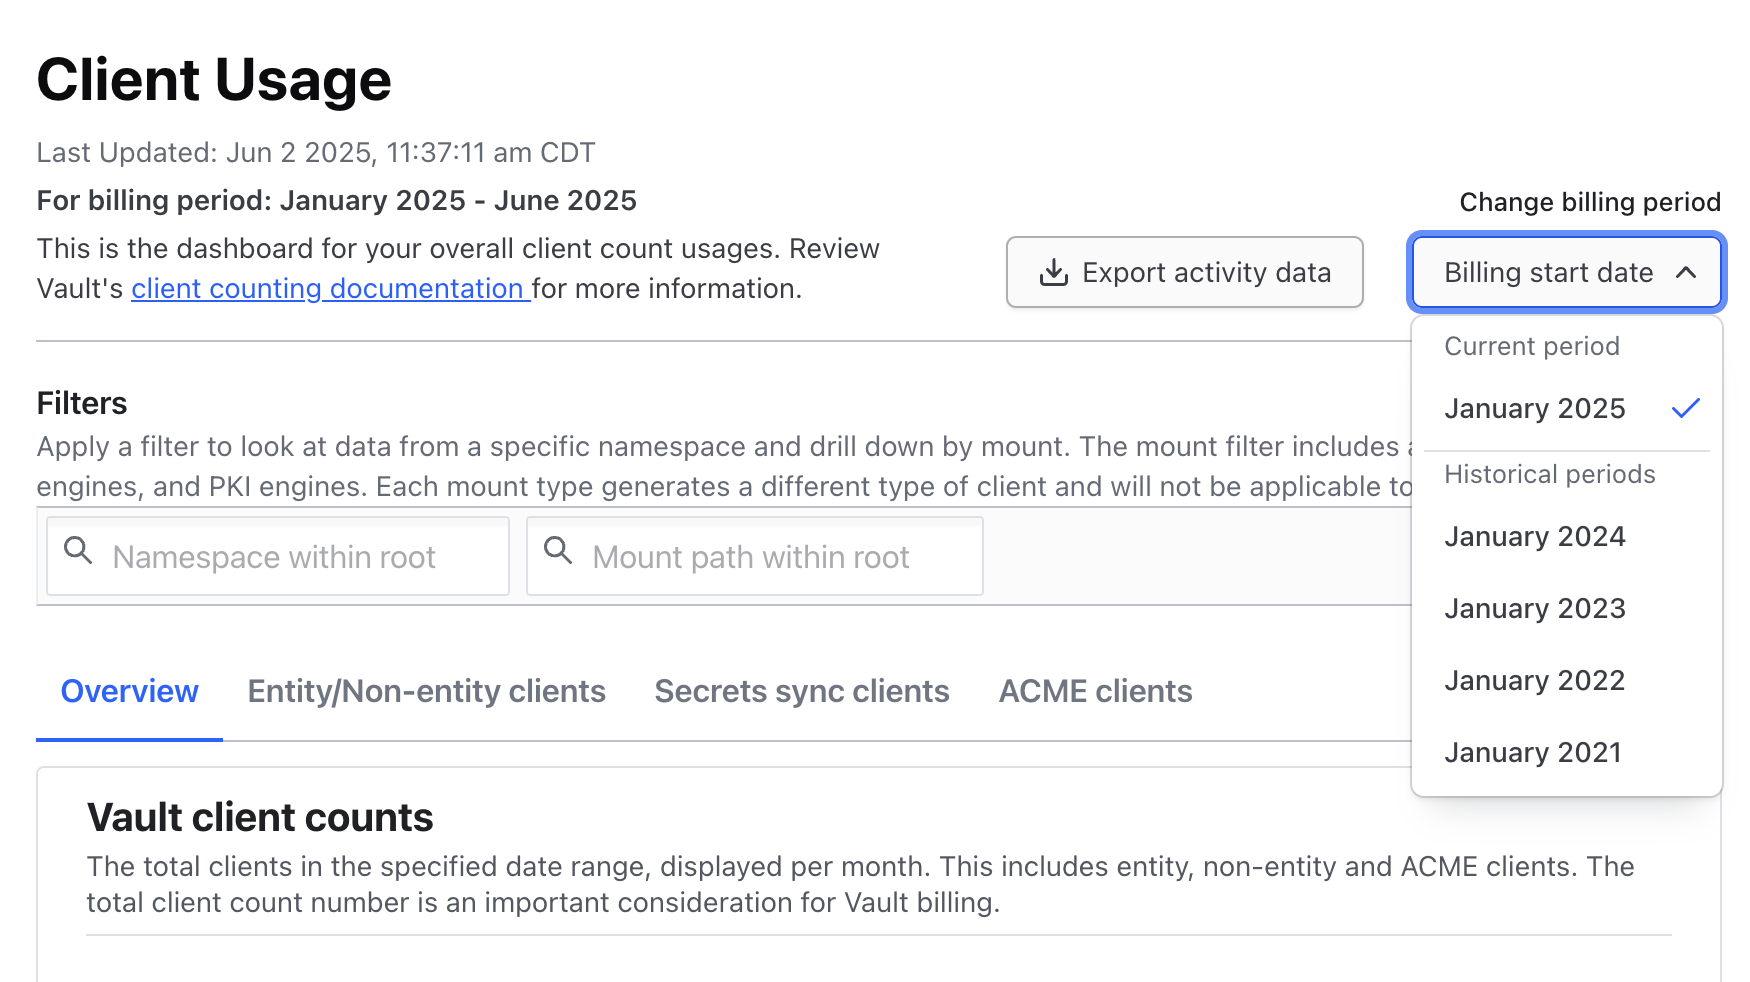 Client Usage
Last Updated: Jun 2 2025, 11:37:11 am CDT
For billing period: January 2025 - June 2025
This is the dashboard for your overall client count usages. Review
Vault's client counting documentation for more information.
Export activity data
Change billing period
Billing start date
Current period
January 2025
Historical periods
January 2024
January 2023
January 2022
January 2021
Filters
Apply a filter to look at data from a specific namespace and drill down by mount. The mount filter includes
engines, and PKI engines. Each mount type generates a different type of client and will not be applicable to
Namespace within root
Mount path within root
Overview
Entity/Non-entity clients
Secrets sync clients
ACME clients
Vault client counts
The total clients in the specified date range, displayed per month. This includes entity, non-entity and ACME clients. The
total client count number is an important consideration for Vault billing.